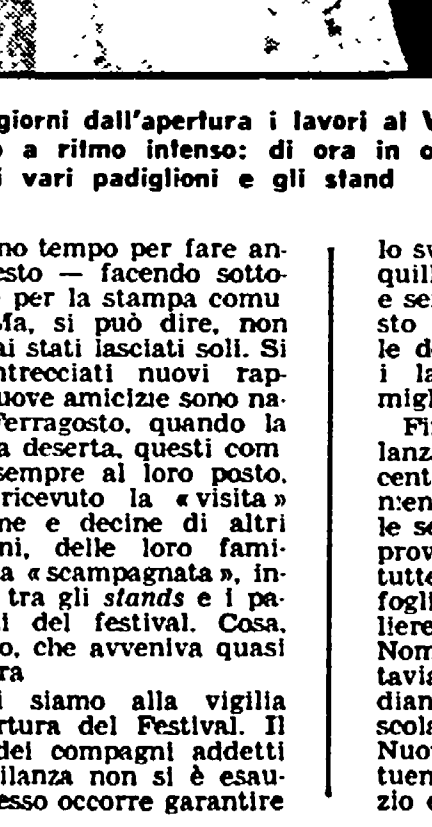 giorni dall'apertura i lavori al V
o a ritmo intenso: di ora in o
i vari padiglioni e gli stand
no tempo per fare an-
esto — facendo sotto-
per la stampa comu
Ma, si può dire, non
ai stati lasciati soli. Si
ntrecciati nuovi rap-
uove amicizie sono na-
Ferragosto, quando la
a deserta, questi com
sempre al loro posto.
ricevuto la «visita»
ne e decine di altri
ni, delle loro fami-
a «scampagnata», in-
tra gli stands e i pa-
i del festival. Cosa,
o, che avveniva quasi
ra
i siamo alla vigilia
rtura del Festival. Il
dei compagni addetti
ilanza non si è esau-
esso occorre garantire
lo sv
quill
e se
sto
le d
i la
migl
Fi
lanz
cent
men
le se
prov
tutte
fogli
liere
Nom
tavia
dian
scola
Nuov
tuen
zio